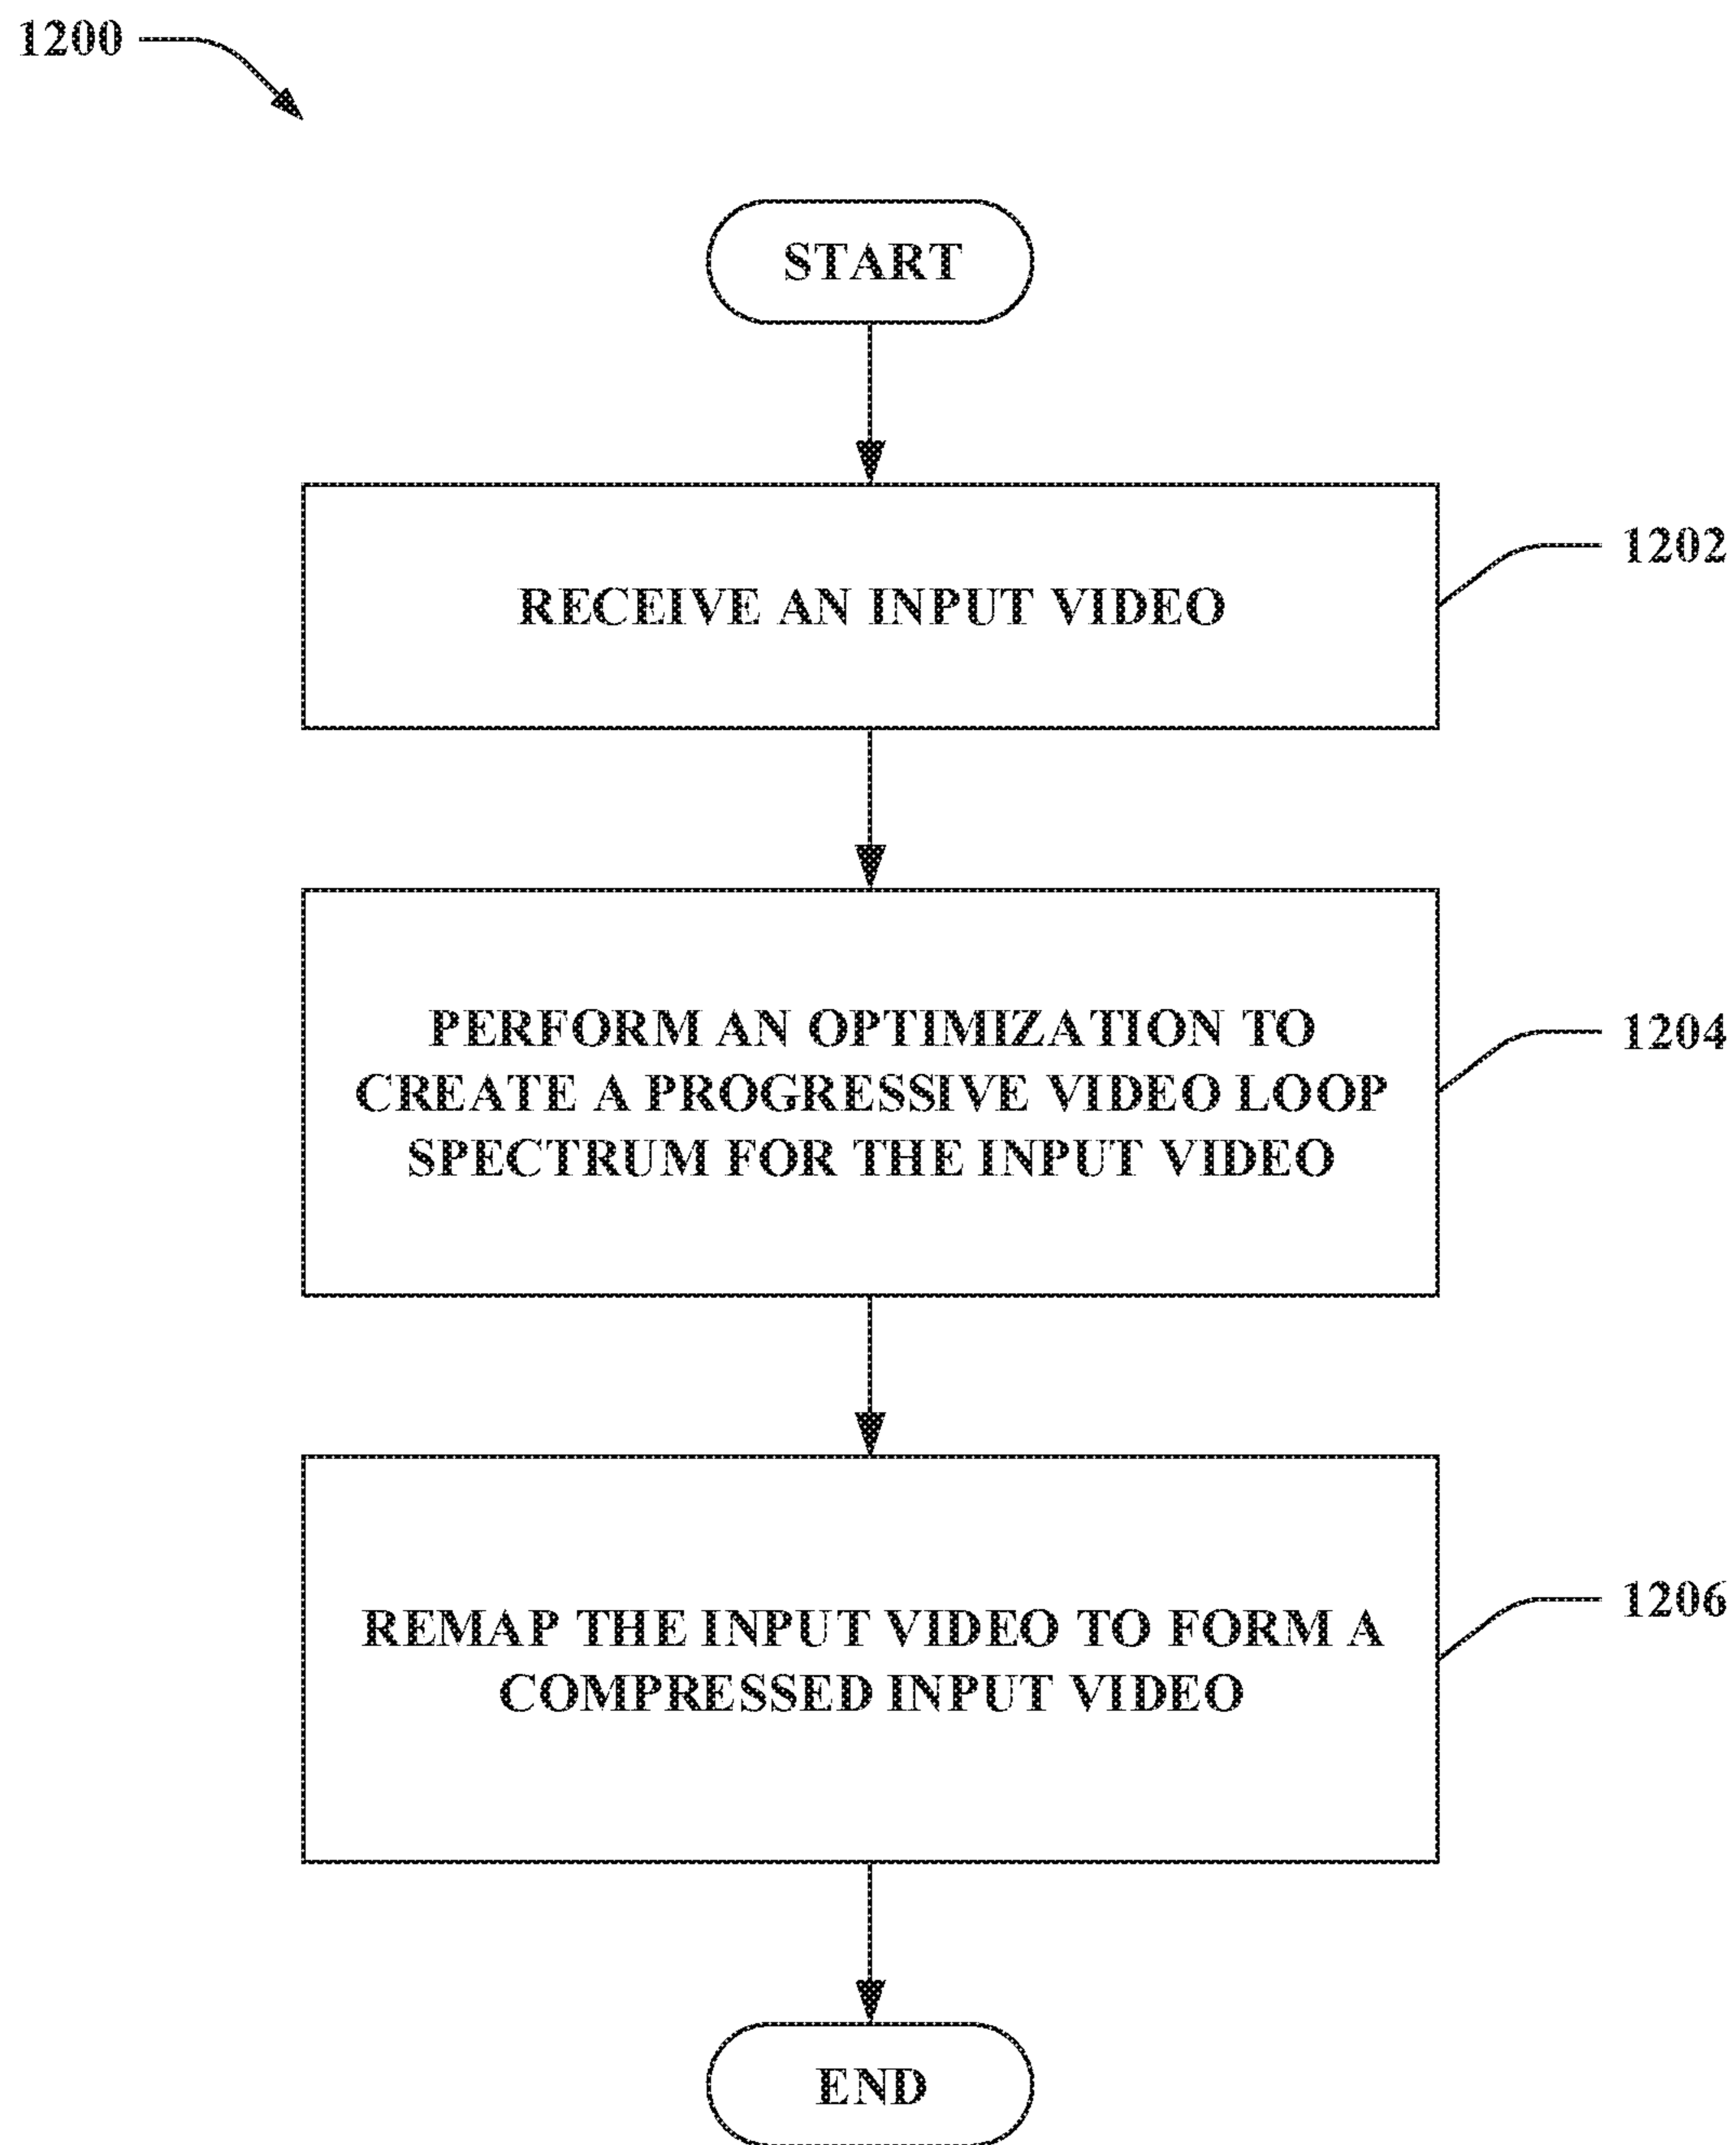 1200
START
RECEIVE AN INPUT VIDEO
1202
PERFORM AN OPTIMIZATION TO
CREATE A PROGRESSIVE VIDEO LOOP
SPECTRUM FOR THE INPUT VIDEO
1204
REMAP THE INPUT VIDEO TO FORM A
COMPRESSED INPUT VIDEO
1206
END